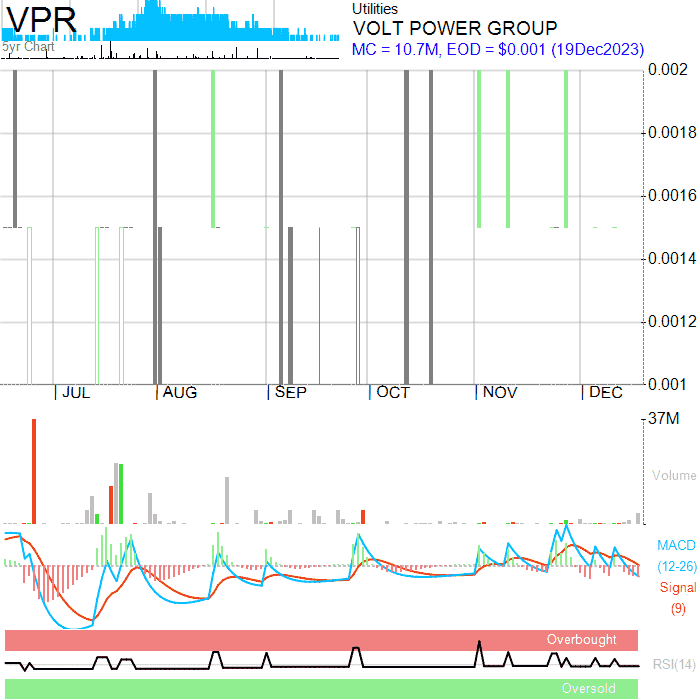 VPR
5yr Chart
Utilities
VOLT POWER GROUP
MC = 10.7M, EOD = $0.001 (19Dec2023)
0.002
0.0018
0.0016
0.0014
0.0012
0.001
JUL AUG SEP OCT NOV DEC
37M
Volume
MACD
(12-26)
Signal
(9)
Overbought
RSI(14)
Oversold